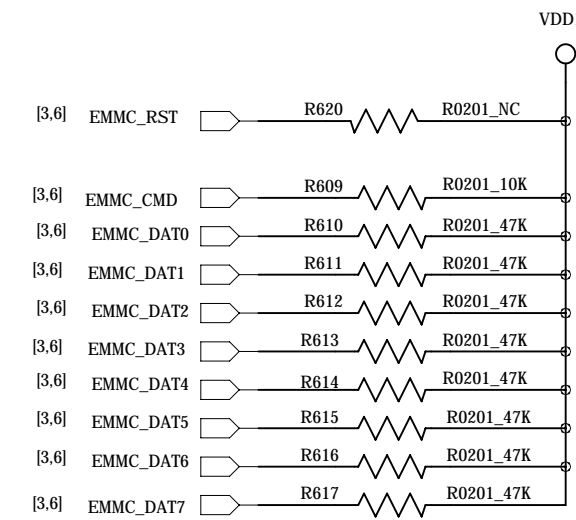 VDD
[3,6] EMMC_RST R620 R0201_NC
[3,6] EMMC_CMD R609 R0201_10K
[3,6] EMMC_DAT0 R610 R0201_47K
[3,6] EMMC_DAT1 R611 R0201_47K
[3,6] EMMC_DAT2 R612 R0201_47K
[3,6] EMMC_DAT3 R613 R0201_47K
[3,6] EMMC_DAT4 R614 R0201_47K
[3,6] EMMC_DAT5 R615 R0201_47K
[3,6] EMMC_DAT6 R616 R0201_47K
[3,6] EMMC_DAT7 R617 R0201_47K